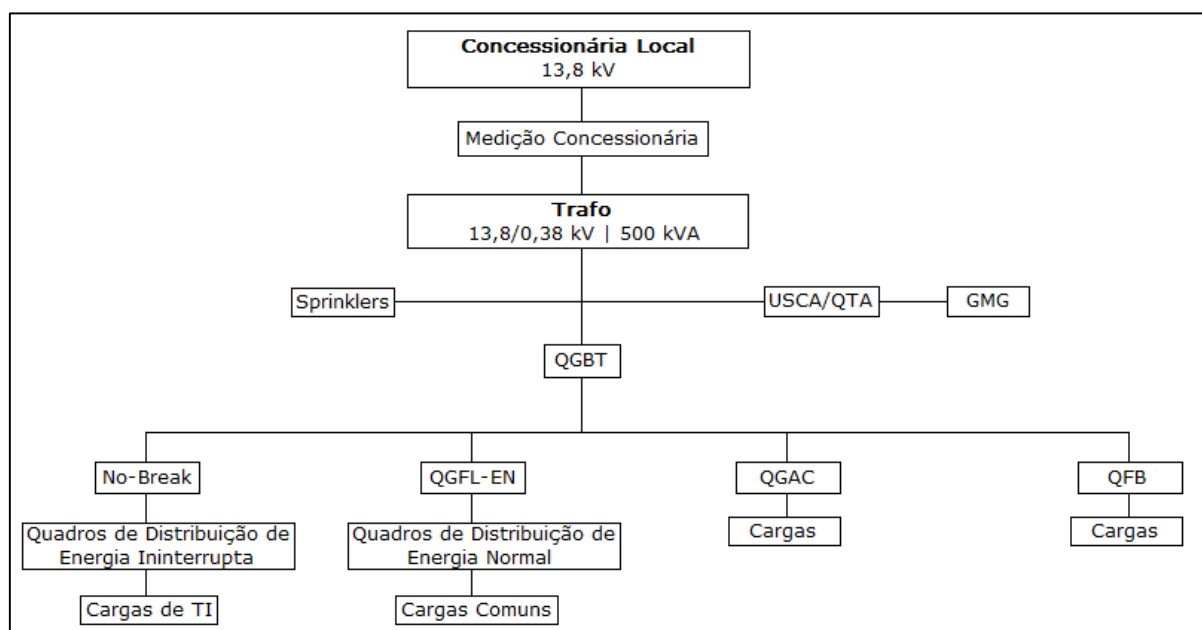 Concessionária Local
13,8 kV
Medição Concessionária
Trafo
13,8/0,38 kV | 500 kVA
Sprinklers
USCA/QTA
GMG
QGBT
No-Break
QGFL-EN
QGAC
QFB
Quadros de Distribuição de
Energia Ininterrupta
Quadros de Distribuição de
Energia Normal
Cargas
Cargas
Cargas de TI
Cargas Comuns